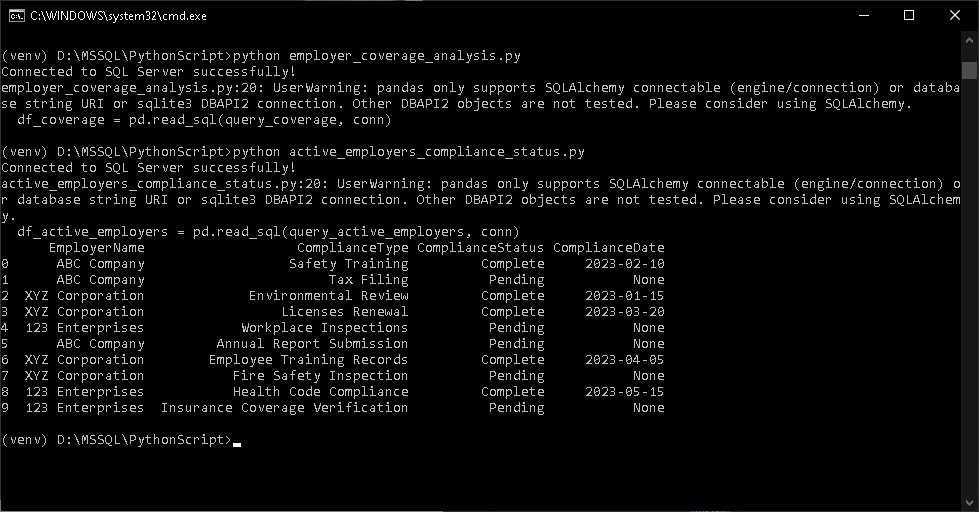 C:\WINDOWS\system32\cmd.exe
(venv) D:\MSSQL\PythonScript>python employer_coverage_analysis.py
Connected to SQL Server successfully!
employer_coverage_analysis.py:20: UserWarning: pandas only supports SQLAlchemy connectable (engine/connection) or databa
se string URI or sqlite3 DBAPI2 connection. Other DBAPI2 objects are not tested. Please consider using SQLAlchemy.
  df_coverage = pd.read_sql(query_coverage, conn)
(venv) D:\MSSQL\PythonScript>python active_employers_compliance_status.py
Connected to SQL Server successfully!
active_employers_compliance_status.py:20: UserWarning: pandas only supports SQLAlchemy connectable (engine/connection) o
r database string URI or sqlite3 DBAPI2 connection. Other DBAPI2 objects are not tested. Please consider using SQLAlchem
y.
  df_active_employers = pd.read_sql(query_active_employers, conn)
      EmployerName                   ComplianceType ComplianceStatus ComplianceDate
0      ABC Company                  Safety Training         Complete     2023-02-10
1      ABC Company                       Tax Filing          Pending           None
2  XYZ Corporation             Environmental Review         Complete     2023-01-15
3  XYZ Corporation                 Licenses Renewal         Complete     2023-03-20
4  123 Enterprises            Workplace Inspections          Pending           None
5      ABC Company         Annual Report Submission          Pending           None
6  XYZ Corporation        Employee Training Records         Complete     2023-04-05
7  XYZ Corporation           Fire Safety Inspection          Pending           None
8  123 Enterprises           Health Code Compliance         Complete     2023-05-15
9  123 Enterprises  Insurance Coverage Verification          Pending           None
(venv) D:\MSSQL\PythonScript>